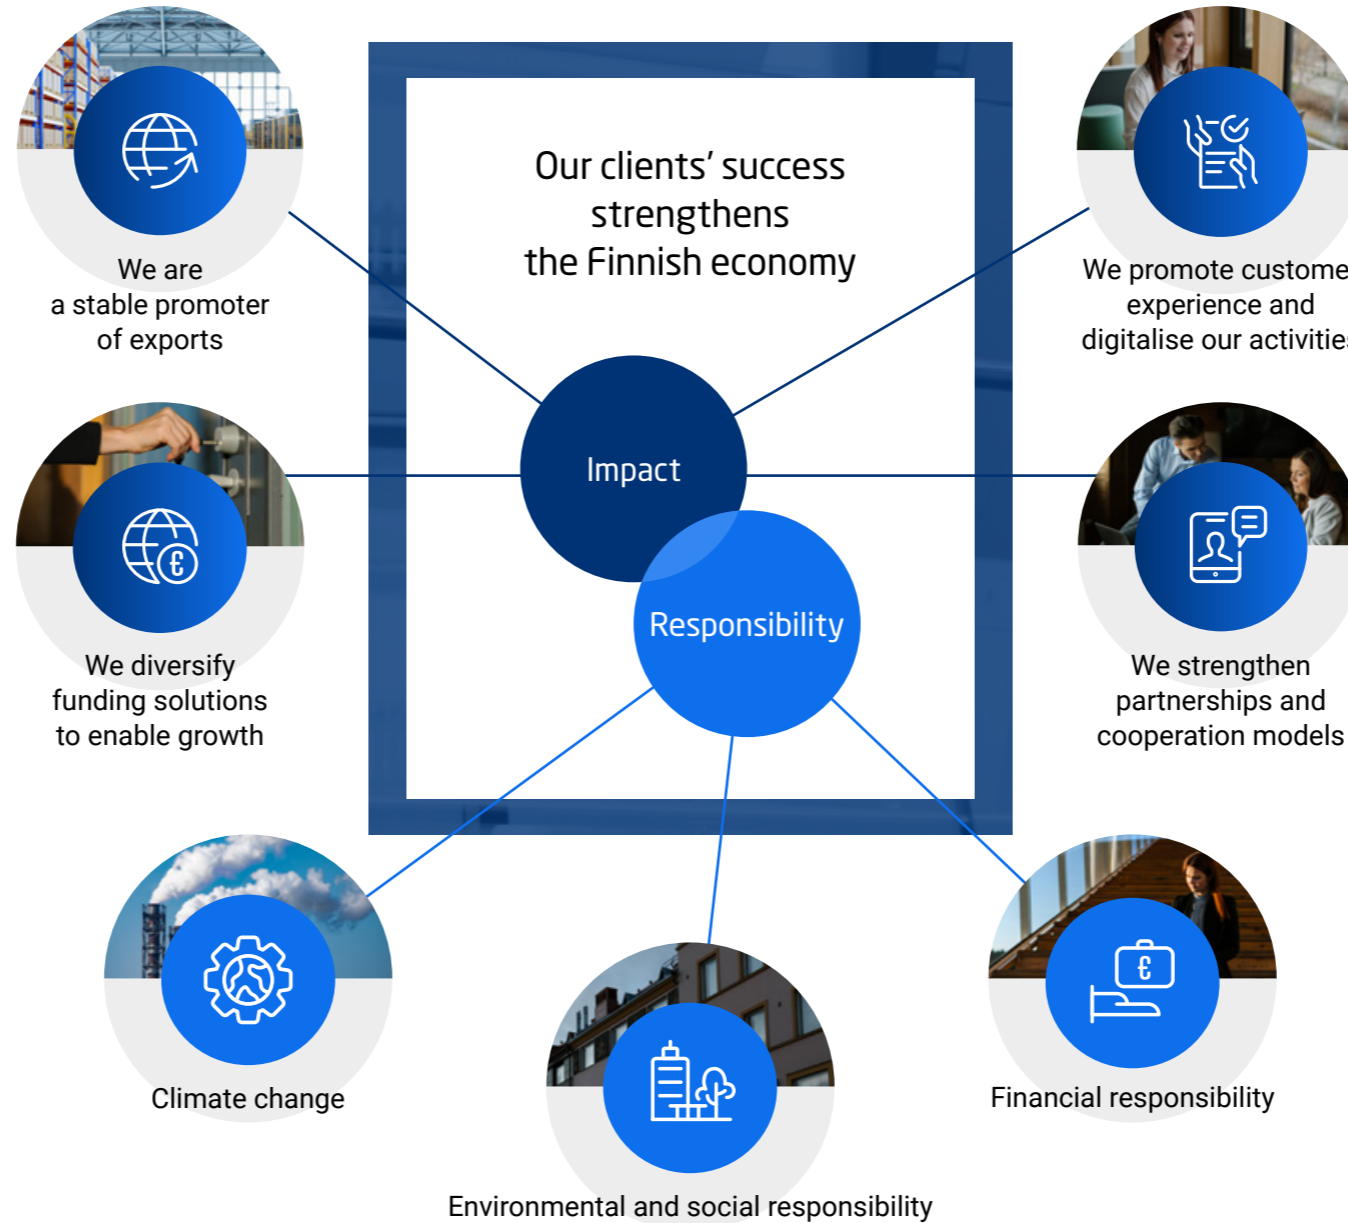 Our clients’ success
strengthens
the Finnish economy
We are
a stable promoter
of exports
We promote
experience and
digitalise our
Impact
We diversify
funding solutions
to enable growth
We strengthen
partnerships and
cooperation models
Responsibility
Climate change
Environmental and social responsibility
Financial responsibility